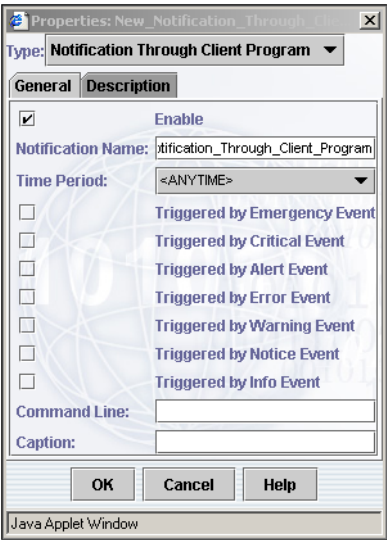 Properties: New_Notification_Through_Clie
Type: Notification Through Client Program
General Description
Enable
Notification Name: otification_Through_Client_Program
Time Period: <ANYTIME>
Triggered by Emergency Event
Triggered by Critical Event
Triggered by Alert Event
Triggered by Error Event
Triggered by Warning Event
Triggered by Notice Event
Triggered by Info Event
Command Line:
Caption:
OK Cancel Help
Java Applet Window